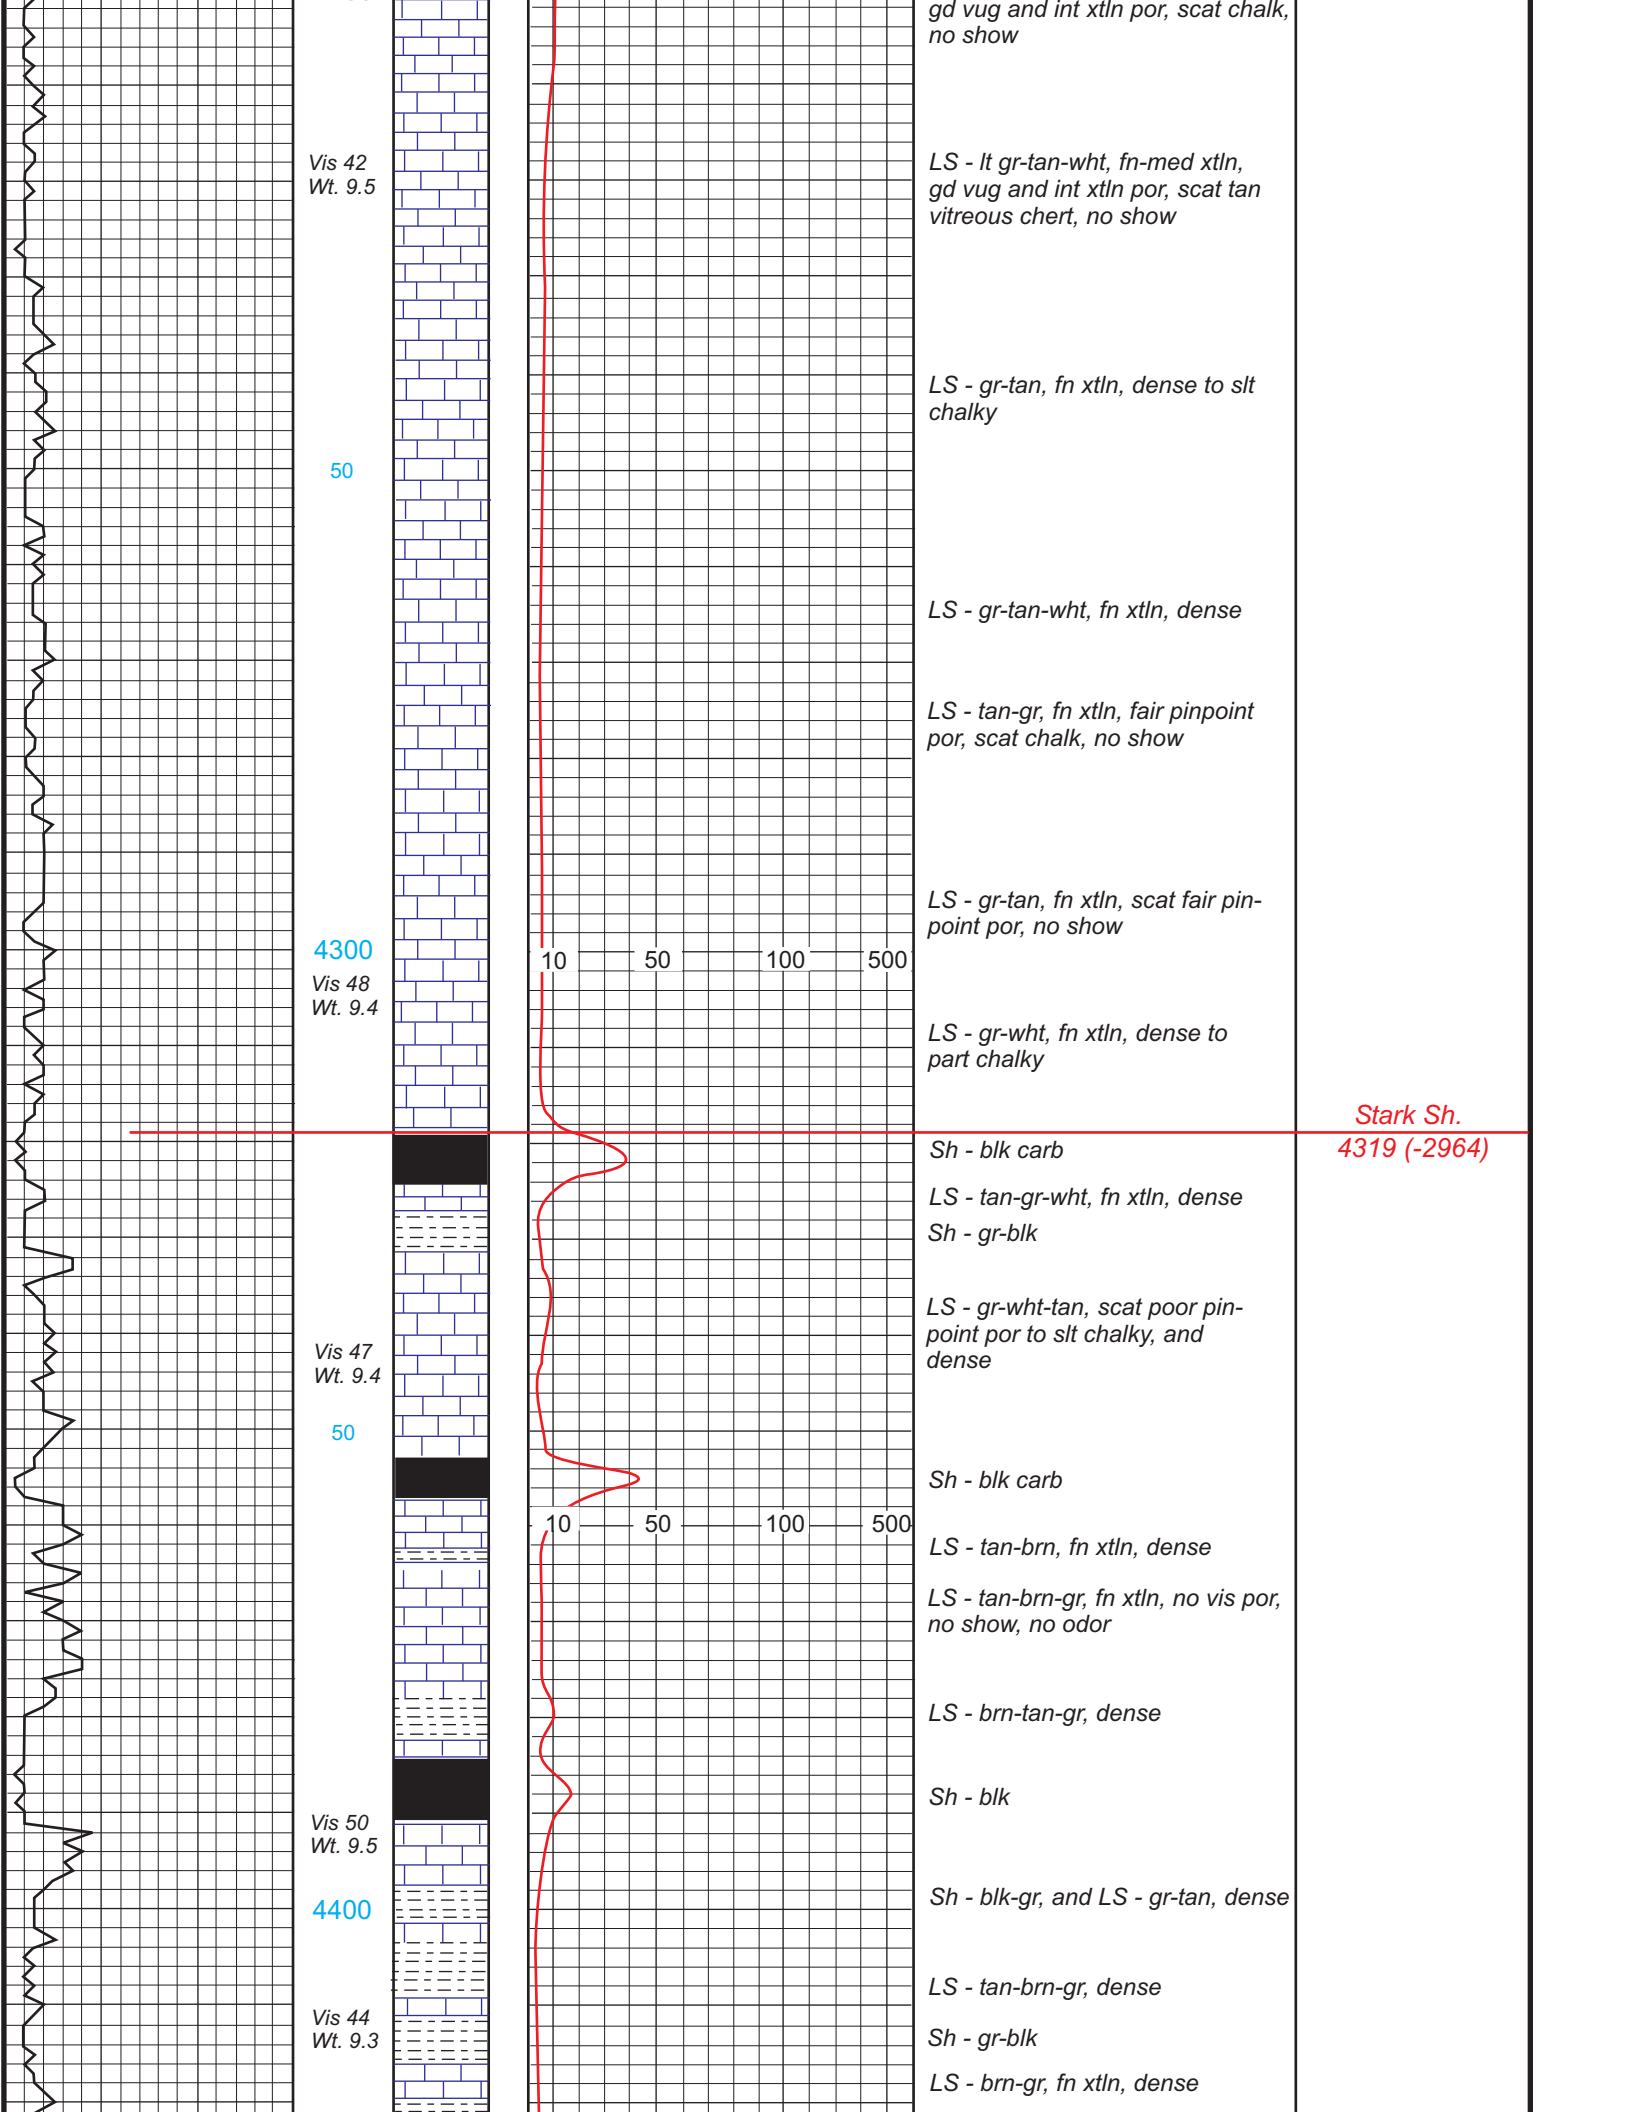 gd vug and int xtln por, scat chalk,
no show
Vis 42
Wt. 9.5
LS - lt gr-tan-wht, fn-med xtln,
gd vug and int xtln por, scat tan
vitreous chert, no show
LS - gr-tan, fn xtln, dense to slt
chalky
50
LS - gr-tan-wht, fn xtln, dense
LS - tan-gr, fn xtln, fair pinpoint
por, scat chalk, no show
LS - gr-tan, fn xtln, scat fair pin-
point por, no show
4300
10 50 100 500
Vis 48
Wt. 9.4
LS - gr-wht, fn xtln, dense to
part chalky
Stark Sh.
4319 (-2964)
Sh - blk carb
LS - tan-gr-wht, fn xtln, dense
Sh - gr-blk
LS - gr-wht-tan, scat poor pin-
point por to slt chalky, and
dense
Vis 47
Wt. 9.4
50
Sh - blk carb
10 50 100 500
LS - tan-brn, fn xtln, dense
LS - tan-brn-gr, fn xtln, no vis por,
no show, no odor
LS - brn-tan-gr, dense
Sh - blk
Vis 50
Wt. 9.5
Sh - blk-gr, and LS - gr-tan, dense
4400
LS - tan-brn-gr, dense
Vis 44
Wt. 9.3
Sh - gr-blk
LS - brn-gr, fn xtln, dense